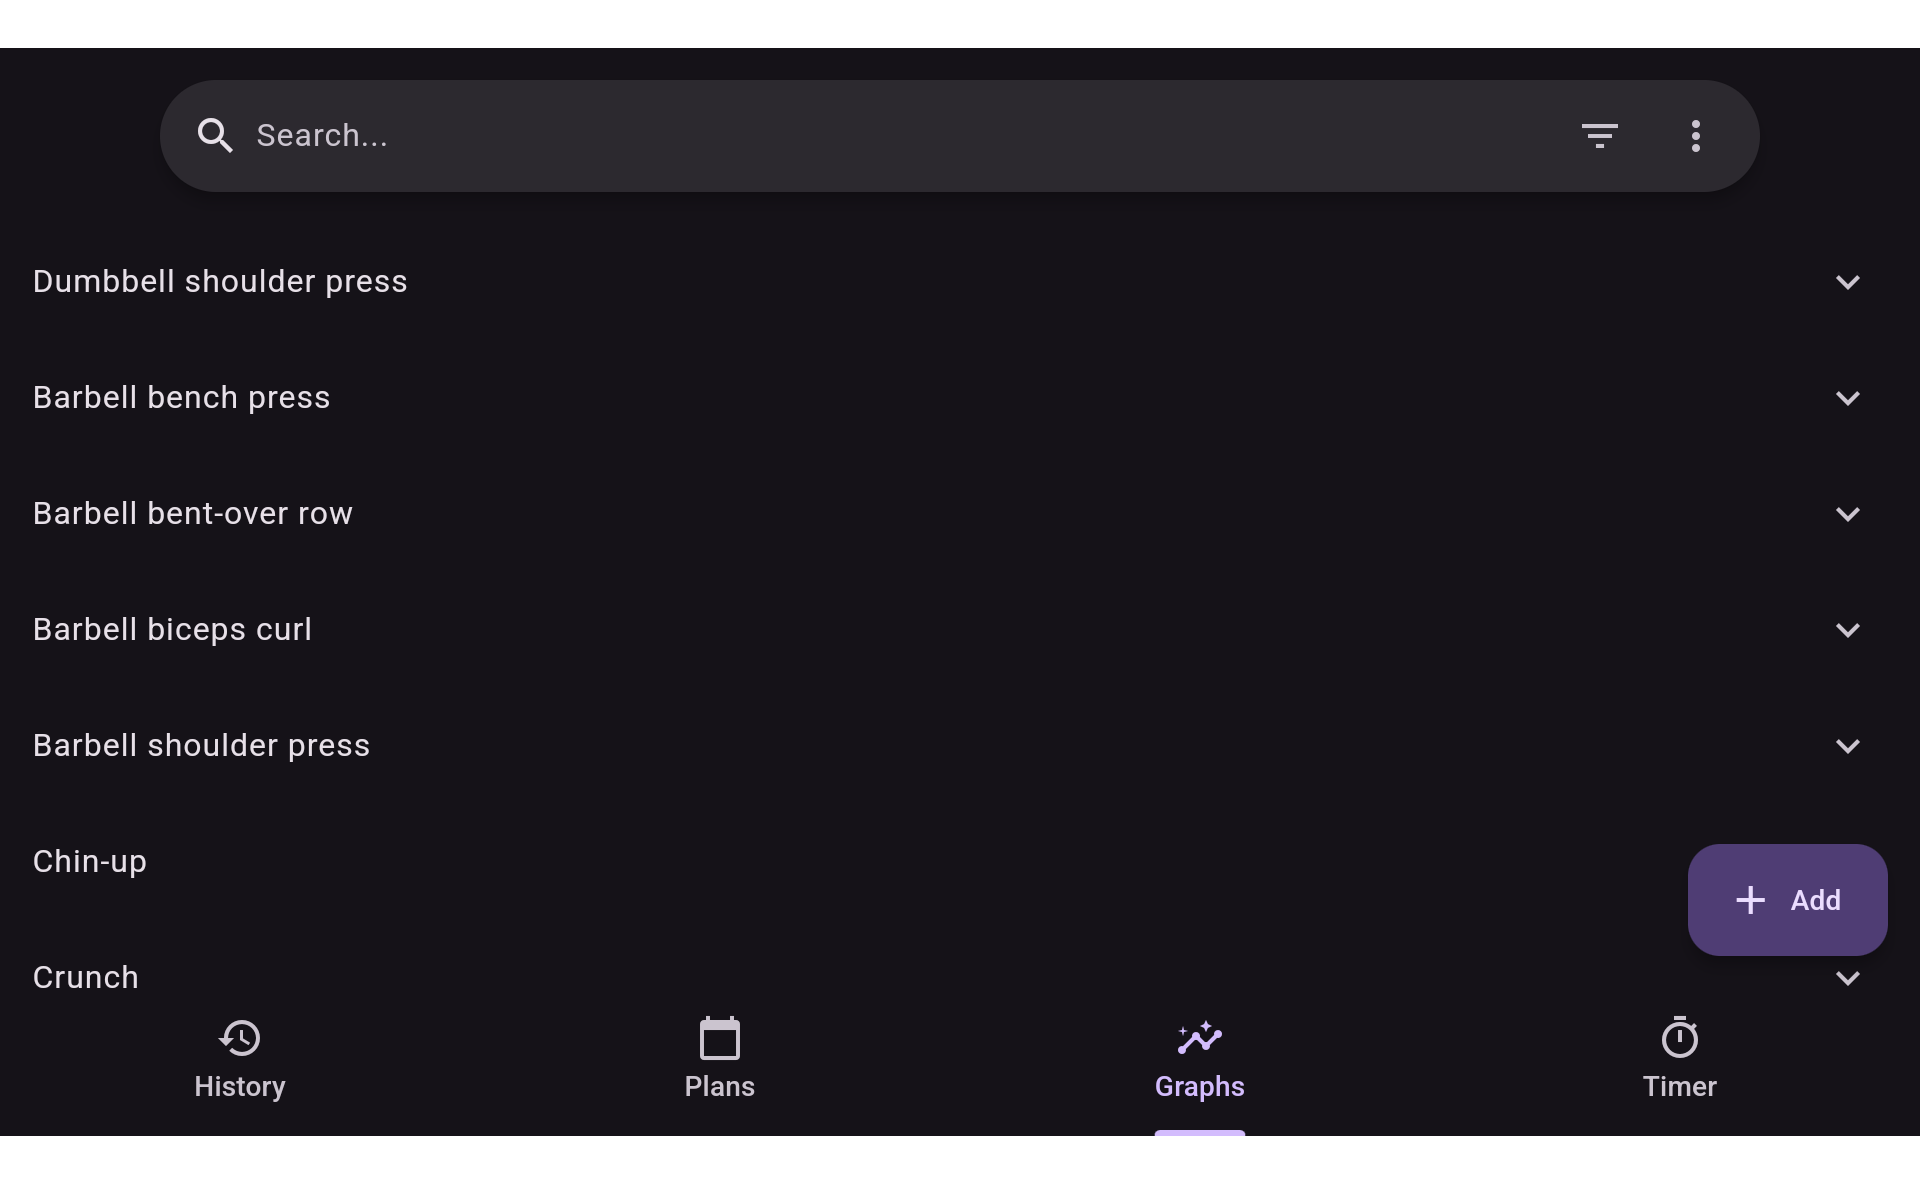 Search...
Dumbbell shoulder press
Barbell bench press
Barbell bent-over row
Barbell biceps curl
Barbell shoulder press
Chin-up
Add
Crunch
History
Plans
Graphs
Timer